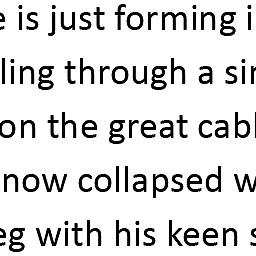 e is just forming i
ling through a sin
on the great cabl
now collapsed w
eg with his keen s